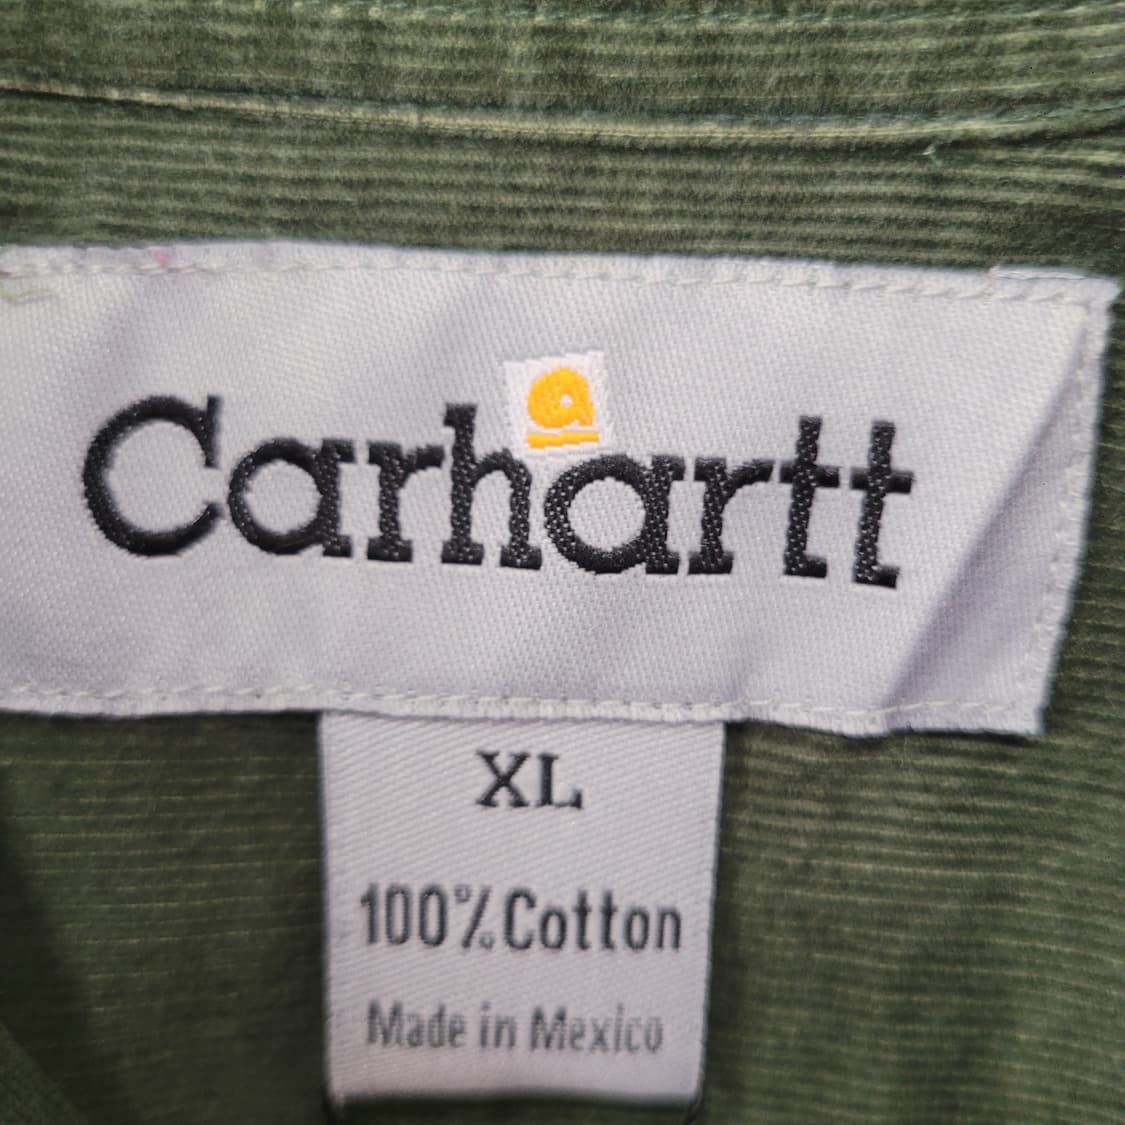 Carhartt
XL
100% Cotton
Made in Mexico